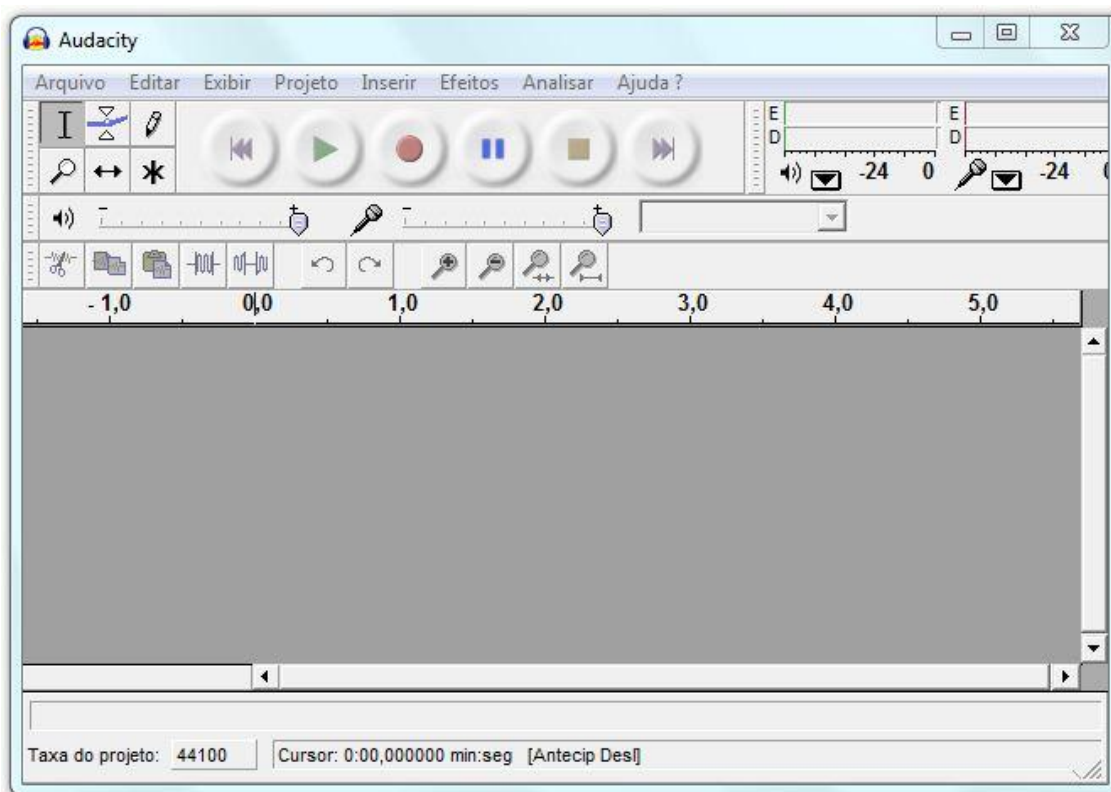 Audacity
Arquivo Editar Exibir Projeto Inserir Efeitos Analisar Ajuda ?
E E
D D
-24 0 -24 0
- 1,0 0,0 1,0 2,0 3,0 4,0 5,0
Taxa do projeto: 44100 Cursor: 0:00,000000 min:seg [Antecip Desl]